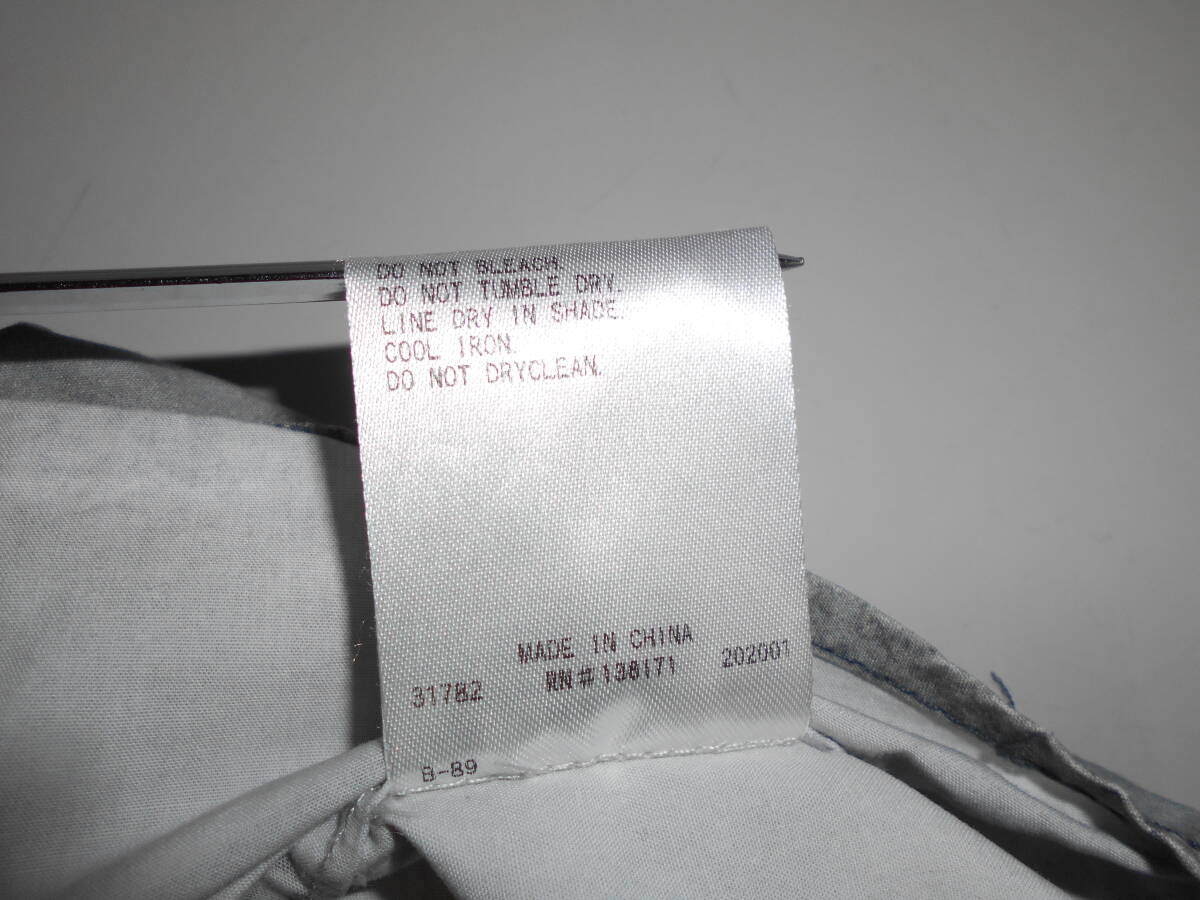 DO NOT BLEACH.
DO NOT TUMBLE DRY.
LINE DRY IN SHADE.
COOL IRON.
DO NOT DRYCLEAN.
MADE IN CHINA
31782 RN#138171 202001
8-89